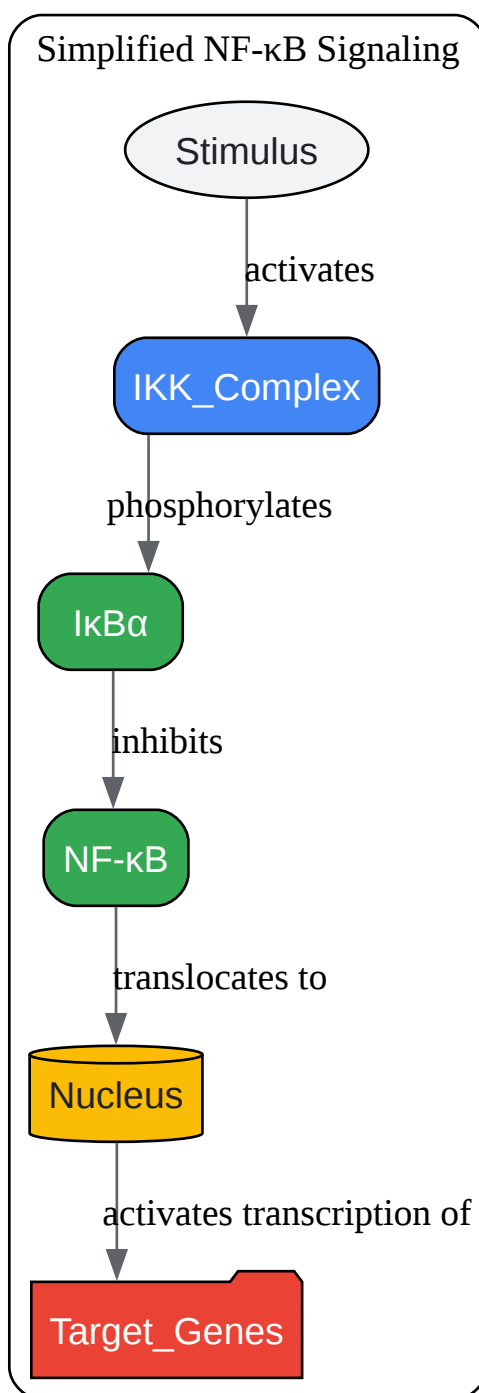 Simplified NF-κB Signaling
Stimulus
activates
IKK_Complex
phosphorylates
IκBα
inhibits
NF-κB
translocates to
Nucleus
activates transcription of
Target_Genes